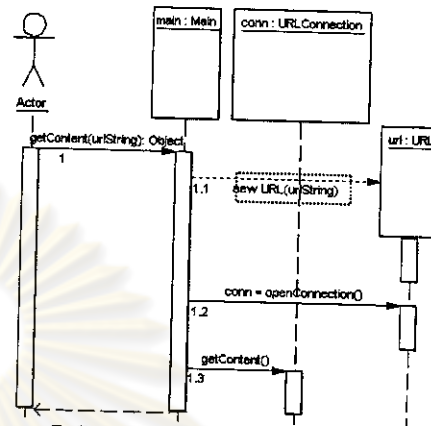 main : Main
conn : URLConnection
Actor
url : URL
getContent(urlString): Object
1
1.1
new URL(urlString)
conn = openConnection()
1.2
getContent()
1.3